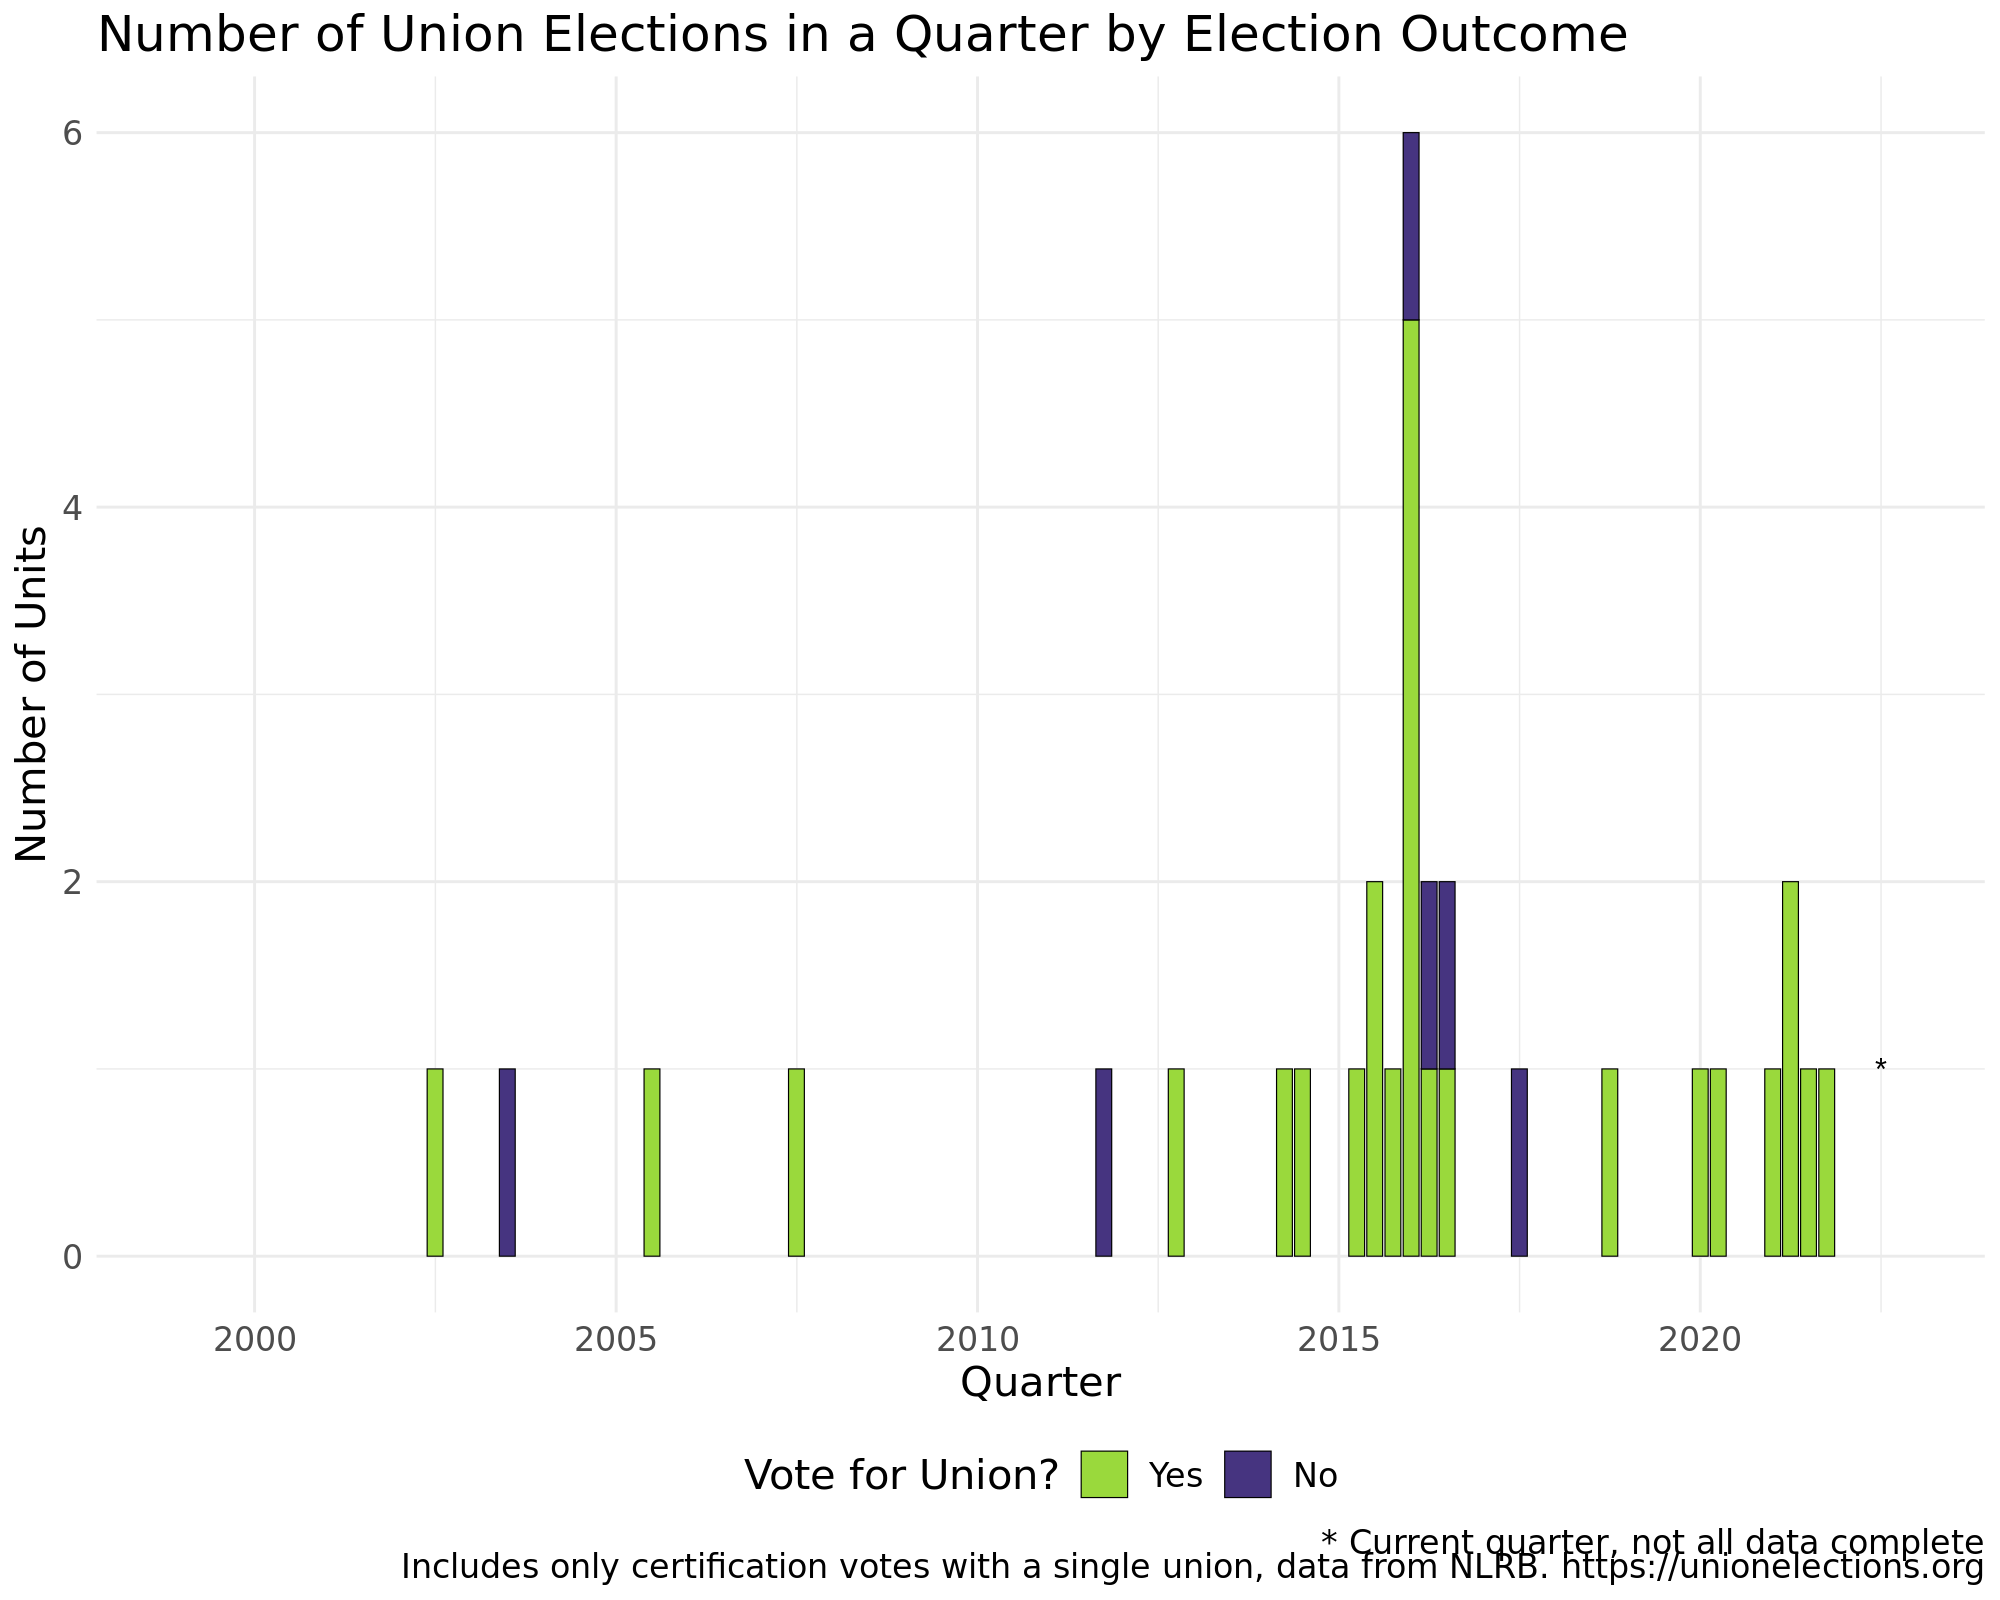 Number of Union Elections in a Quarter by Election Outcome
6
4
2
0
Number of Units
*
2000 2005 2010 2015 2020
Quarter
Vote for Union? Yes No
* Current quarter, not all data complete
Includes only certification votes with a single union, data from NLRB. https://unionelections.org